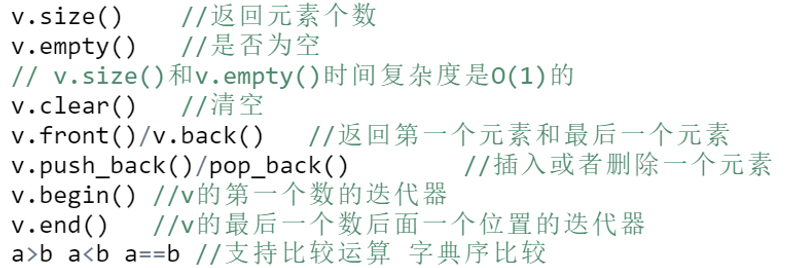 v.size()    //返回元素个数
v.empty()   //是否为空
// v.size()和v.empty()时间复杂度是O(1)的
v.clear()   //清空
v.front()/v.back()   //返回第一个元素和最后一个元素
v.push_back()/pop_back()        //插入或者删除一个元素
v.begin() //v的第一个数的迭代器
v.end()   //v的最后一个数后面一个位置的迭代器
a>b a<b a==b //支持比较运算 字典序比较